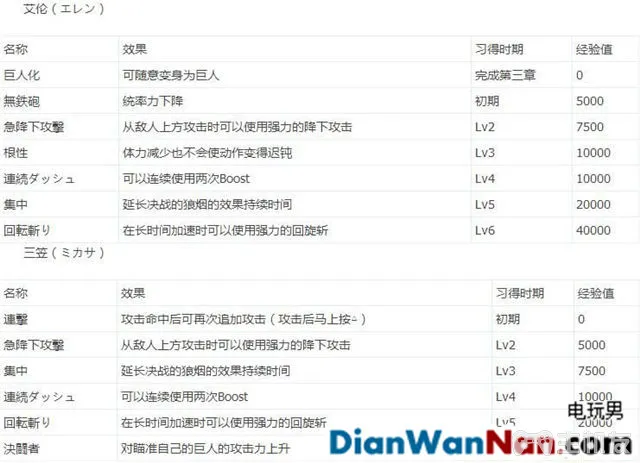 艾伦（エレン）
名称 效果 习得时期 经验值
巨人化 可随意变身为巨人 完成第三章 0
無鉄砲 统率力下降 初期 5000
急降下攻撃 从敌人上方攻击时可以使用强力的降下攻击 Lv2 7500
根性 体力减少也不会使动作变得迟钝 Lv3 10000
連続ダッシュ 可以连续使用两次Boost Lv4 10000
集中 延长决战的狼烟的效果持续时间 Lv5 20000
回転斬り 在长时间加速时可以使用强力的回旋斩 Lv6 40000
三笠（ミカサ）
名称 效果 习得时期 经验值
連撃 攻击命中后可再次追加攻击（攻击后马上按△） 初期 0
急降下攻撃 从敌人上方攻击时可以使用强力的降下攻击 Lv2 5000
集中 延长决战的狼烟的效果持续时间 Lv3 7500
連続ダッシュ 可以连续使用两次Boost Lv4 10000
电玩男
回転斬り 在长时间加速时可以使用强力的回旋斩 Lv5 20000
決闘者 对瞄准自己的巨人的攻击力上升
DianWanNan.com